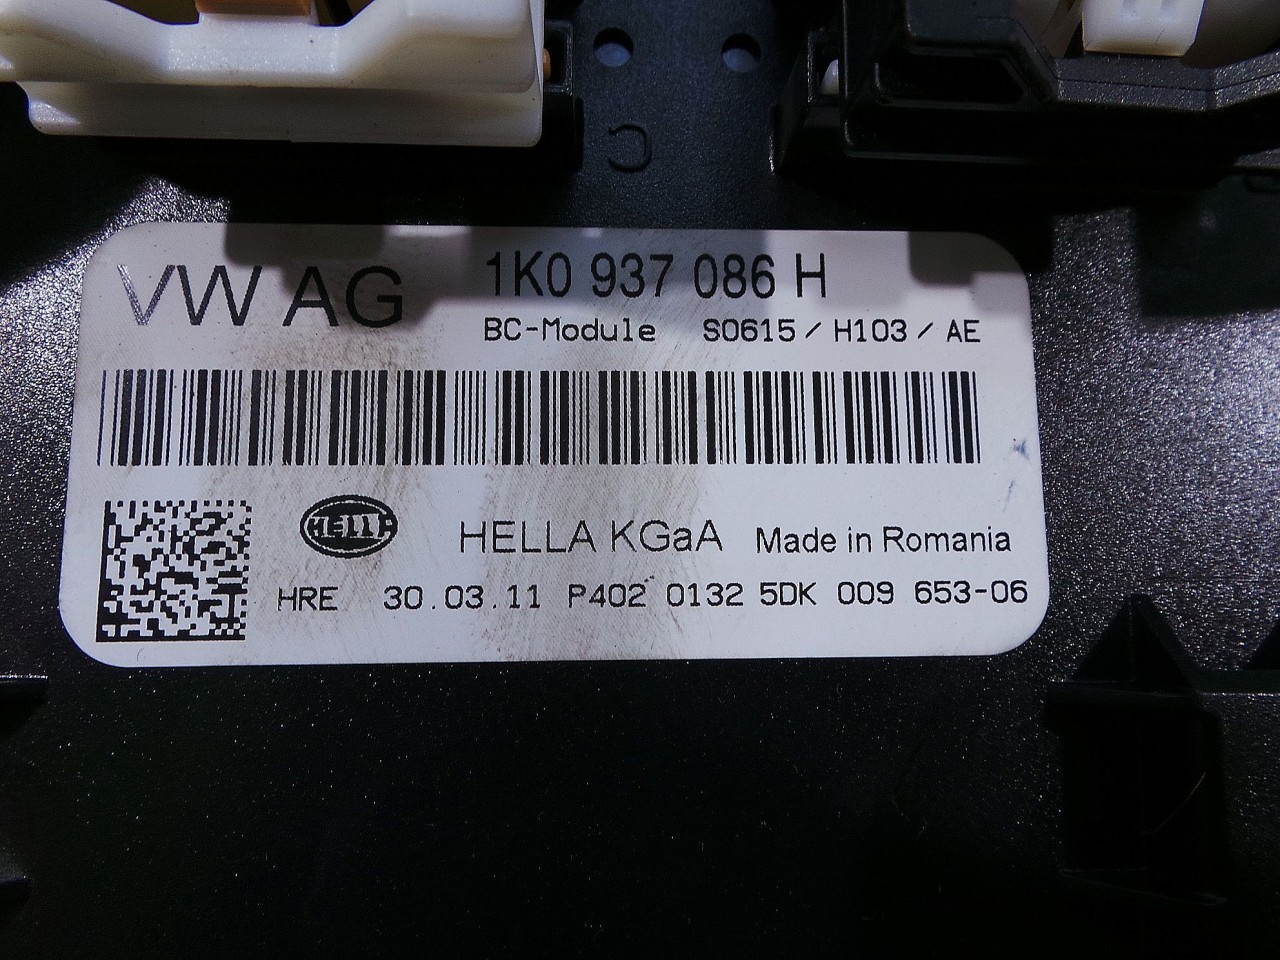 C
VW AG
1K0 937 086 H
BC-Module S0615 / H103 / AE
Hella
HELLA KGaA Made in Romania
HRE 30.03.11 P402 0132 5DK 009 653-06